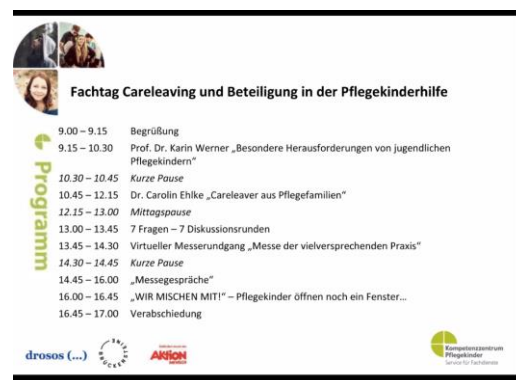 Fachtag Careleaving und Beteiligung in der Pflegekinderhilfe
Programm
9.00 – 9.15 Begrüßung
9.15 – 10.30 Prof. Dr. Karin Werner „Besondere Herausforderungen von jugendlichen
Pflegekindern“
10.30 – 10.45 Kurze Pause
10.45 – 12.15 Dr. Carolin Ehlke „Careleaver aus Pflegefamilien“
12.15 – 13.00 Mittagspause
13.00 – 13.45 7 Fragen – 7 Diskussionsrunden
13.45 – 14.30 Virtueller Messerundgang „Messe der vielversprechenden Praxis“
14.30 – 14.45 Kurze Pause
14.45 – 16.00 „Messegespräche“
16.00 – 16.45 „WIR MISCHEN MIT!“ – Pflegekinder öffnen noch ein Fenster…
16.45 – 17.00 Verabschiedung
drosos (...)
STEINE
BRÜCKEN
AKTION
MENSCH
Kompetenzzentrum
Pflegekinder
Service für Fachdienste